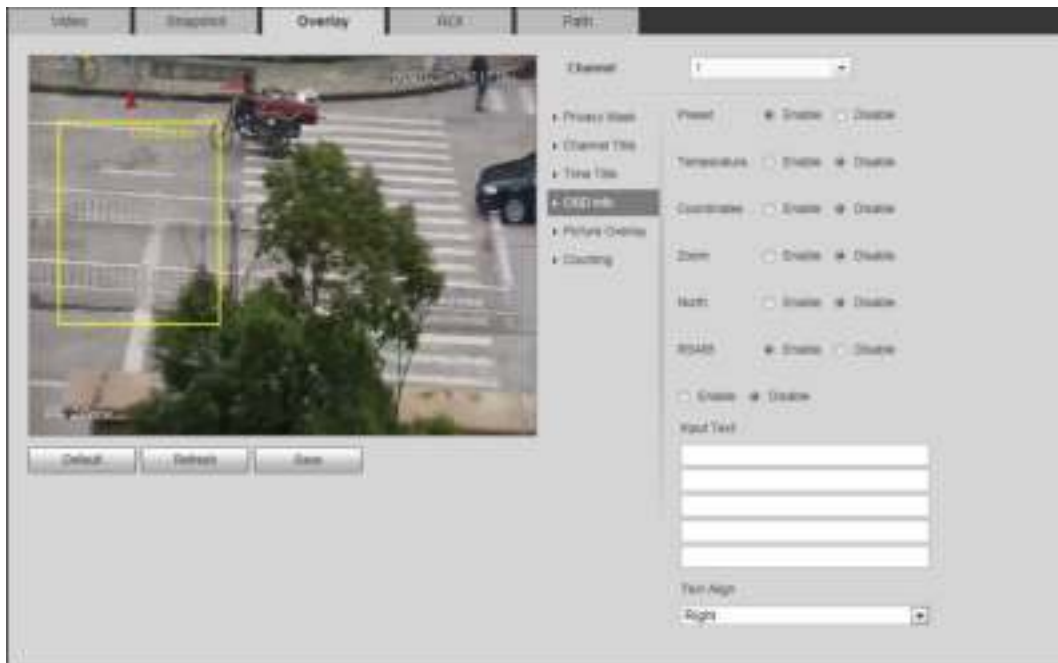 Video Snapshot Overlay ROI Path
Channel 1
Privacy Mask
Channel Title
Time Title
OSD Info
Picture Overlay
Counting
Preset Enable Disable
Temperature Enable Disable
Coordinates Enable Disable
Zoom Enable Disable
North Enable Disable
RS485 Enable Disable
Enable Disable
Input Text
Text Align
Right
Default Refresh Save